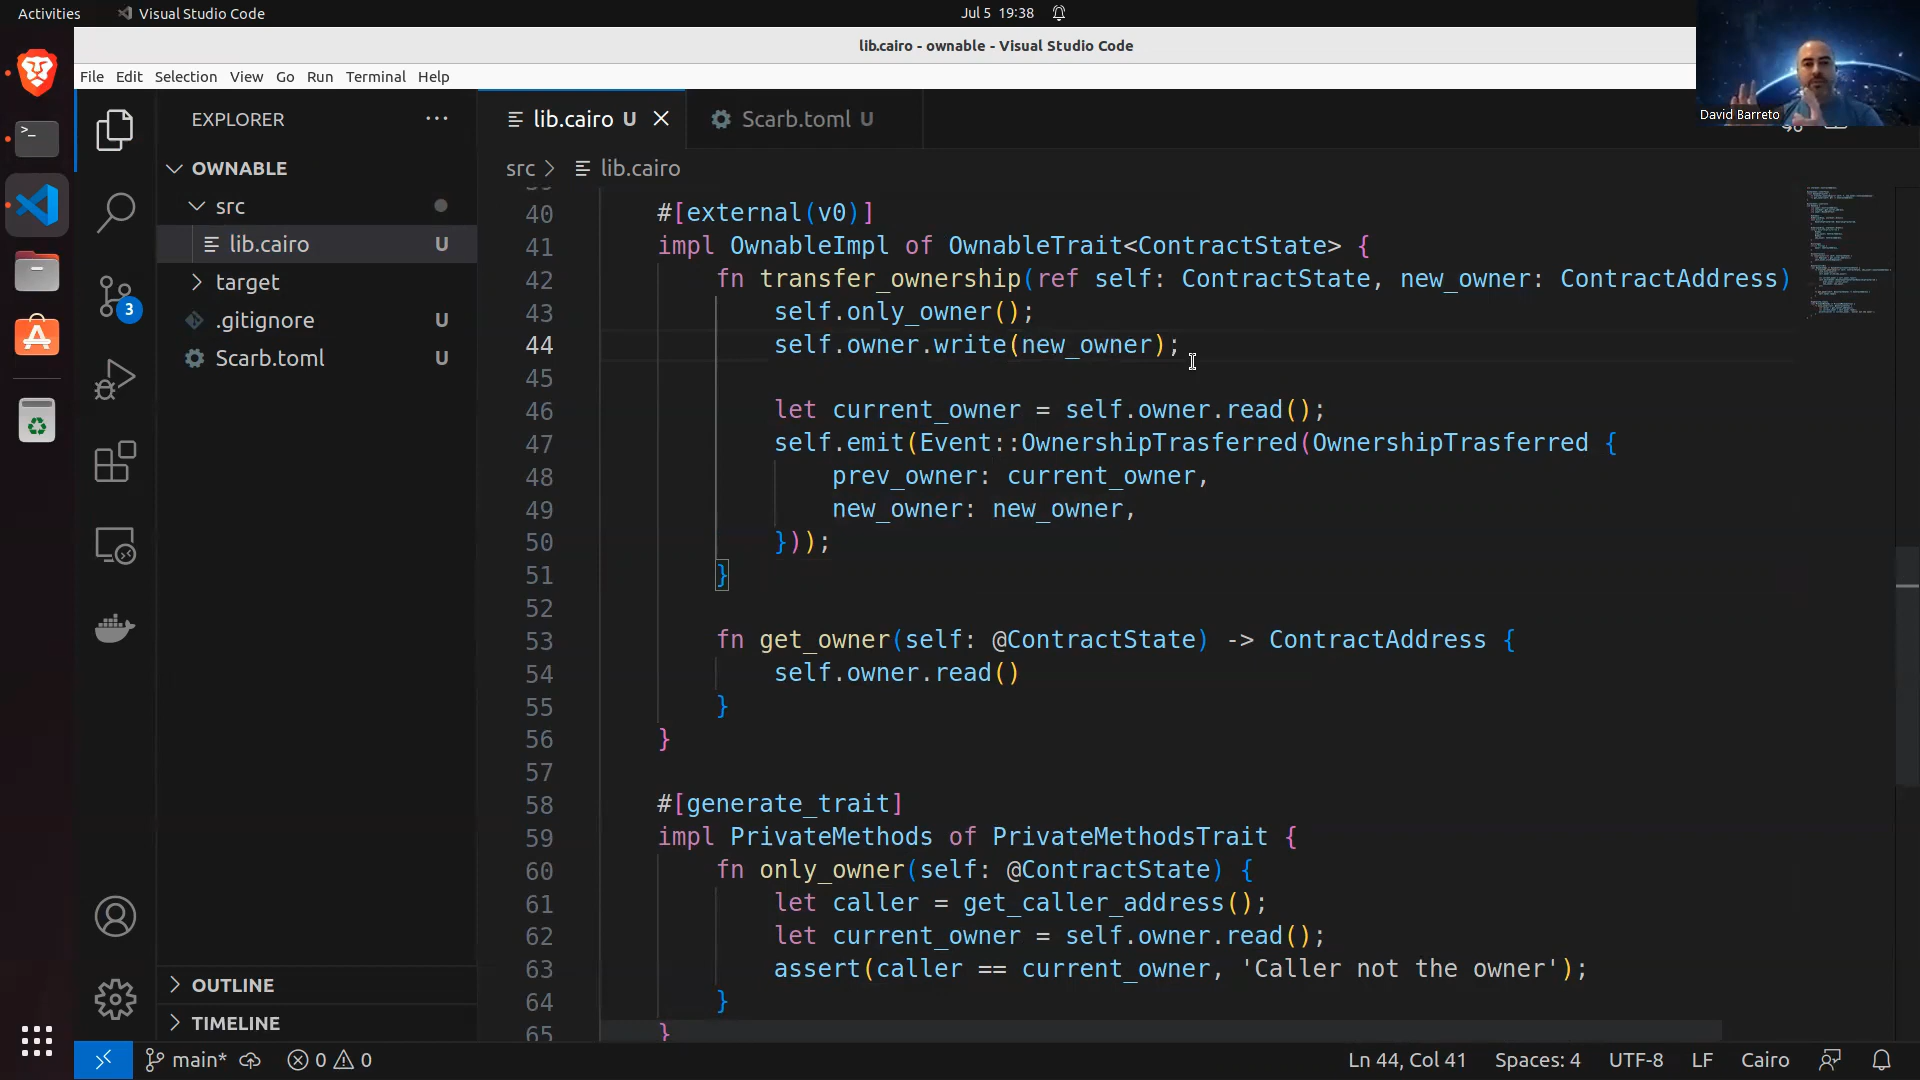 Activities
Visual Studio Code
Jul 5 19:38
lib.cairo - ownable - Visual Studio Code
David Barreto
File Edit Selection View Go Run Terminal Help
EXPLORER
OWNABLE
src
lib.cairo U
target
.gitignore U
Scarb.toml U
3
OUTLINE
TIMELINE
lib.cairo U
Scarb.toml U
src > lib.cairo
40 #[external(v0)]
41 impl OwnableImpl of OwnableTrait<ContractState> {
42 fn transfer_ownership(ref self: ContractState, new_owner: ContractAddress)
43 self.only_owner();
44 self.owner.write(new_owner);
45
46 let current_owner = self.owner.read();
47 self.emit(Event::OwnershipTrasferred(OwnershipTrasferred {
48 prev_owner: current_owner,
49 new_owner: new_owner,
50 }));
51 }
52
53 fn get_owner(self: @ContractState) -> ContractAddress {
54 self.owner.read()
55 }
56 }
57
58 #[generate_trait]
59 impl PrivateMethods of PrivateMethodsTrait {
60 fn only_owner(self: @ContractState) {
61 let caller = get_caller_address();
62 let current_owner = self.owner.read();
63 assert(caller == current_owner, 'Caller not the owner');
64 }
65 }
main* 0 0
Ln 44, Col 41 Spaces: 4 UTF-8 LF Cairo